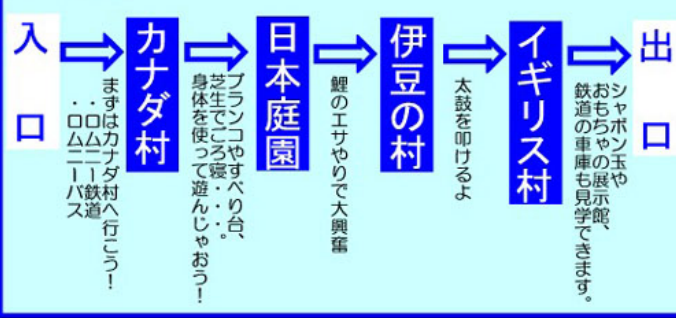 入口
まずはカナダ村へ行こう！
・ロムニー鉄道
・ロムニーバス
カナダ村
ブランコやすべり台、
芝生でごろ寝・・・。
身体を使って遊んじゃおう！
日本庭園
鯉のエサやりで大興奮
伊豆の村
太鼓を叩けるよ
イギリス村
シャボン玉や
おもちゃの展示館、
鉄道の車庫も見学できます。
出口